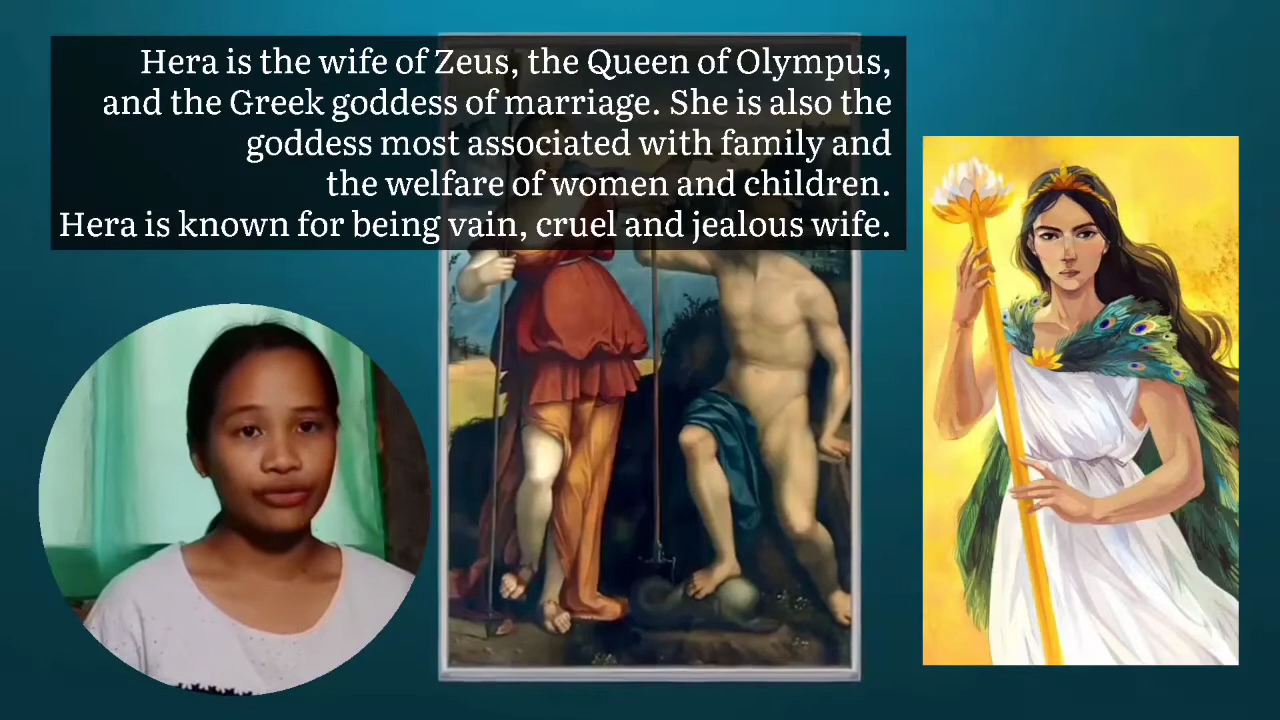 Hera is the wife of Zeus, the Queen of Olympus,
and the Greek goddess of marriage. She is also the
goddess most associated with family and
the welfare of women and children.
Hera is known for being vain, cruel and jealous wife.